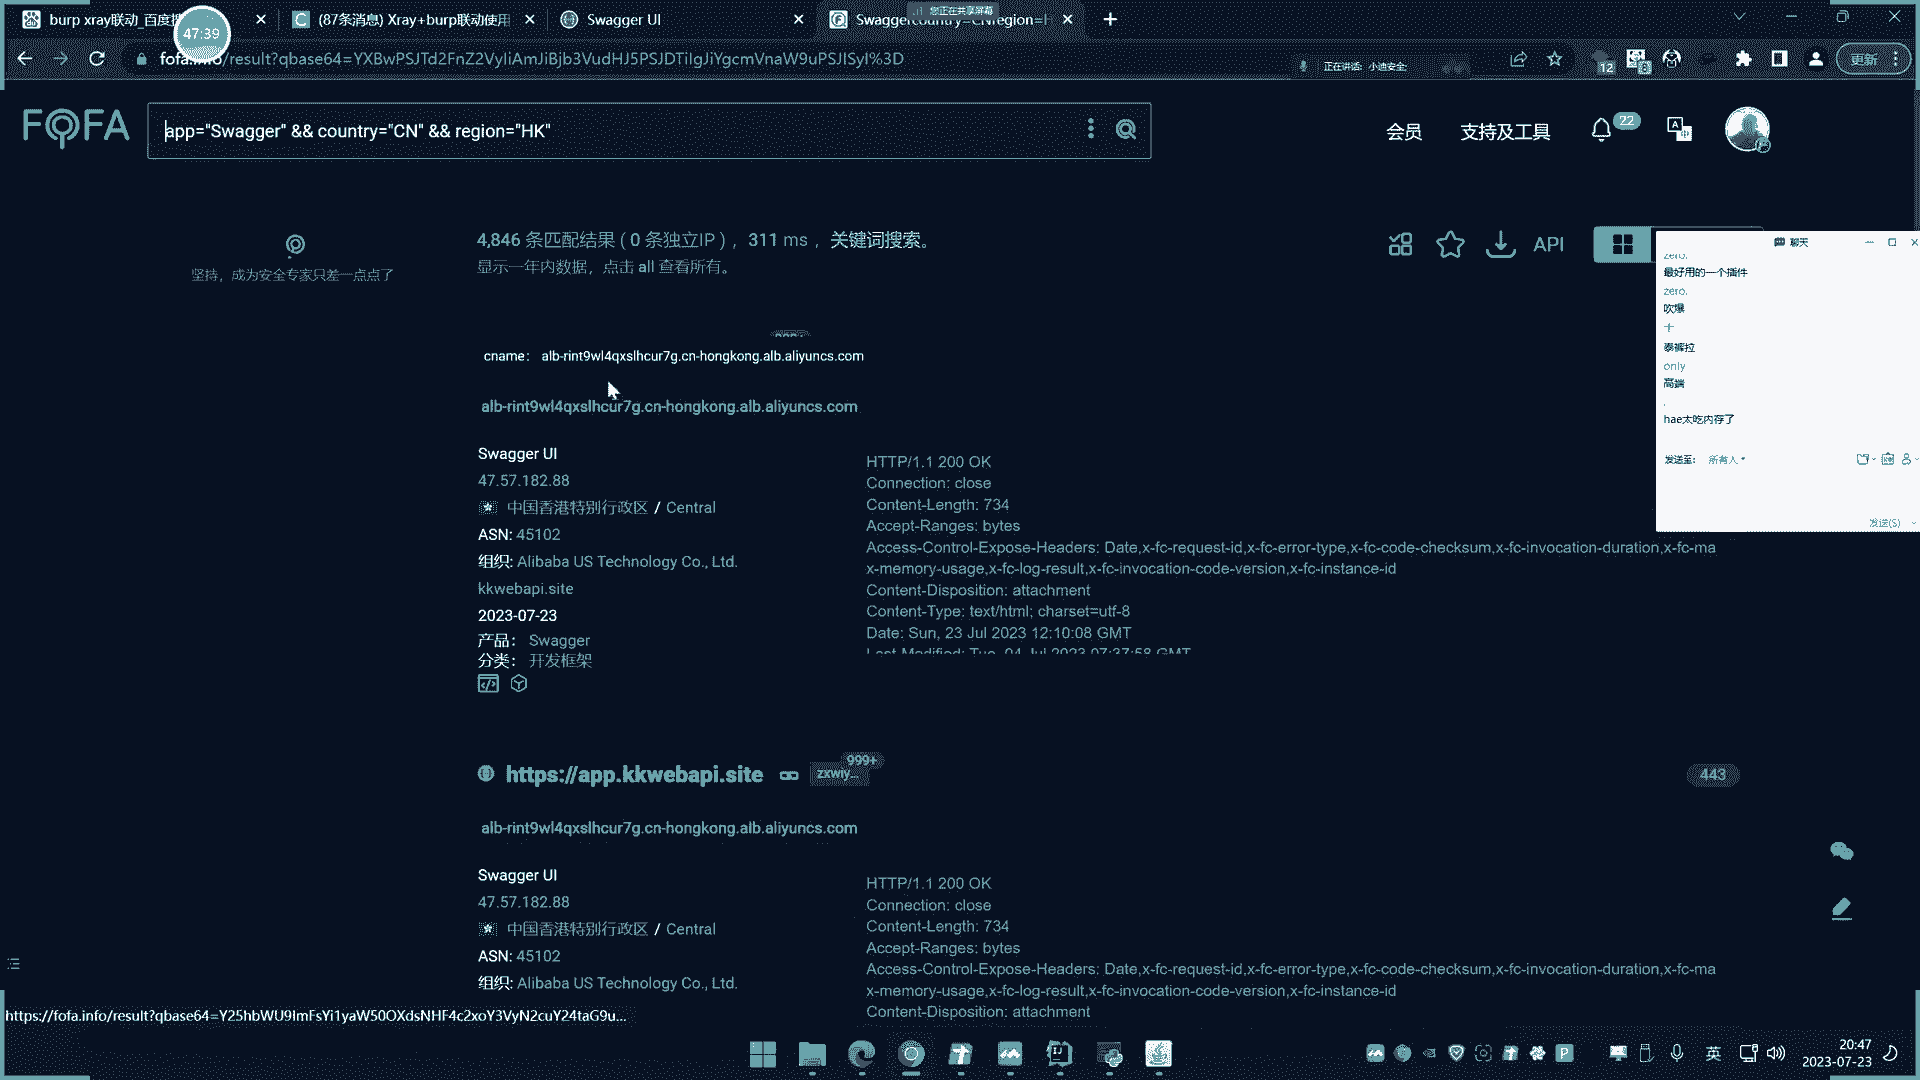 burp xray联动_百度
(87条消息) Xray+burp联动使用
Swagger UI
您正在共享屏幕
47:39
/result?qbase64=YXBwPSJTd2FnZ2VyIiAmJiBjb3VudHJ5PSJDTiIgJiYgcmVnaW9uPSJISyI%3D
正在讲话: 小迪安全
12
更新
FOFA
app="Swagger" && country="CN" && region="HK"
会员
支持及工具
22
4,846 条匹配结果 ( 0 条独立IP ) ，311 ms ，关键词搜索。
显示一年内数据，点击 all 查看所有。
坚持，成为安全专家只差一点点了
API
聊天
zero.
最好用的一个插件
zero.
吹爆
十
泰裤拉
only
高端
.
hae太吃内存了
发送至: 所有人
发送(S)
cname： alb-rint9wl4qxslhcur7g.cn-hongkong.alb.aliyuncs.com
alb-rint9wl4qxslhcur7g.cn-hongkong.alb.aliyuncs.com
Swagger UI
47.57.182.88
中国香港特别行政区 / Central
ASN: 45102
组织: Alibaba US Technology Co., Ltd.
kkwebapi.site
2023-07-23
产品： Swagger
分类： 开发框架
HTTP/1.1 200 OK
Connection: close
Content-Length: 734
Accept-Ranges: bytes
Access-Control-Expose-Headers: Date,x-fc-request-id,x-fc-error-type,x-fc-code-checksum,x-fc-invocation-duration,x-fc-ma
x-memory-usage,x-fc-log-result,x-fc-invocation-code-version,x-fc-instance-id
Content-Disposition: attachment
Content-Type: text/html; charset=utf-8
Date: Sun, 23 Jul 2023 12:10:08 GMT
Last-Modified: Tue, 04 Jul 2023 07:37:58 GMT
https://app.kkwebapi.site
zxwiy...
999+
443
alb-rint9wl4qxslhcur7g.cn-hongkong.alb.aliyuncs.com
Swagger UI
47.57.182.88
中国香港特别行政区 / Central
ASN: 45102
组织: Alibaba US Technology Co., Ltd.
HTTP/1.1 200 OK
Connection: close
Content-Length: 734
Accept-Ranges: bytes
Access-Control-Expose-Headers: Date,x-fc-request-id,x-fc-error-type,x-fc-code-checksum,x-fc-invocation-duration,x-fc-ma
x-memory-usage,x-fc-log-result,x-fc-invocation-code-version,x-fc-instance-id
Content-Disposition: attachment
https://fofa.info/result?qbase64=Y25hbWU9ImFsYi1yaW50OXdsNHF4c2xoY3VyN2cuY24taG9u...
英
20:47
2023-07-23